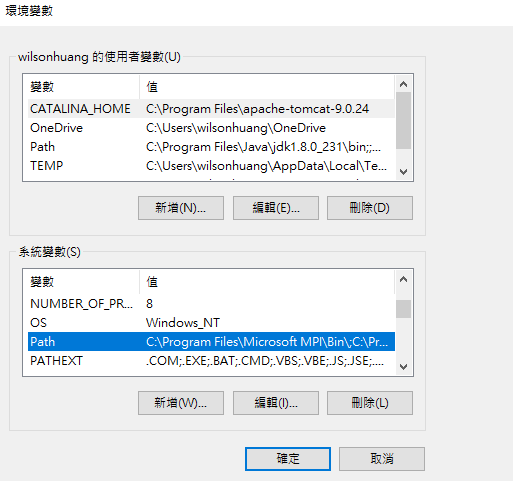 環境變數
wilsonhuang 的使用者變數(U)
變數 值
CATALINA_HOME C:\Program Files\apache-tomcat-9.0.24
OneDrive C:\Users\wilsonhuang\OneDrive
Path C:\Program Files\Java\jdk1.8.0_231\bin;;...
TEMP C:\Users\wilsonhuang\AppData\Local\Te...
新增(N)... 編輯(E)... 刪除(D)
系統變數(S)
變數 值
NUMBER_OF_PR... 8
OS Windows_NT
Path C:\Program Files\Microsoft MPI\Bin\;C:\Pr...
PATHEXT .COM;.EXE;.BAT;.CMD;.VBS;.VBE;.JS;.JSE;....
新增(W)... 編輯(I)... 刪除(L)
確定 取消